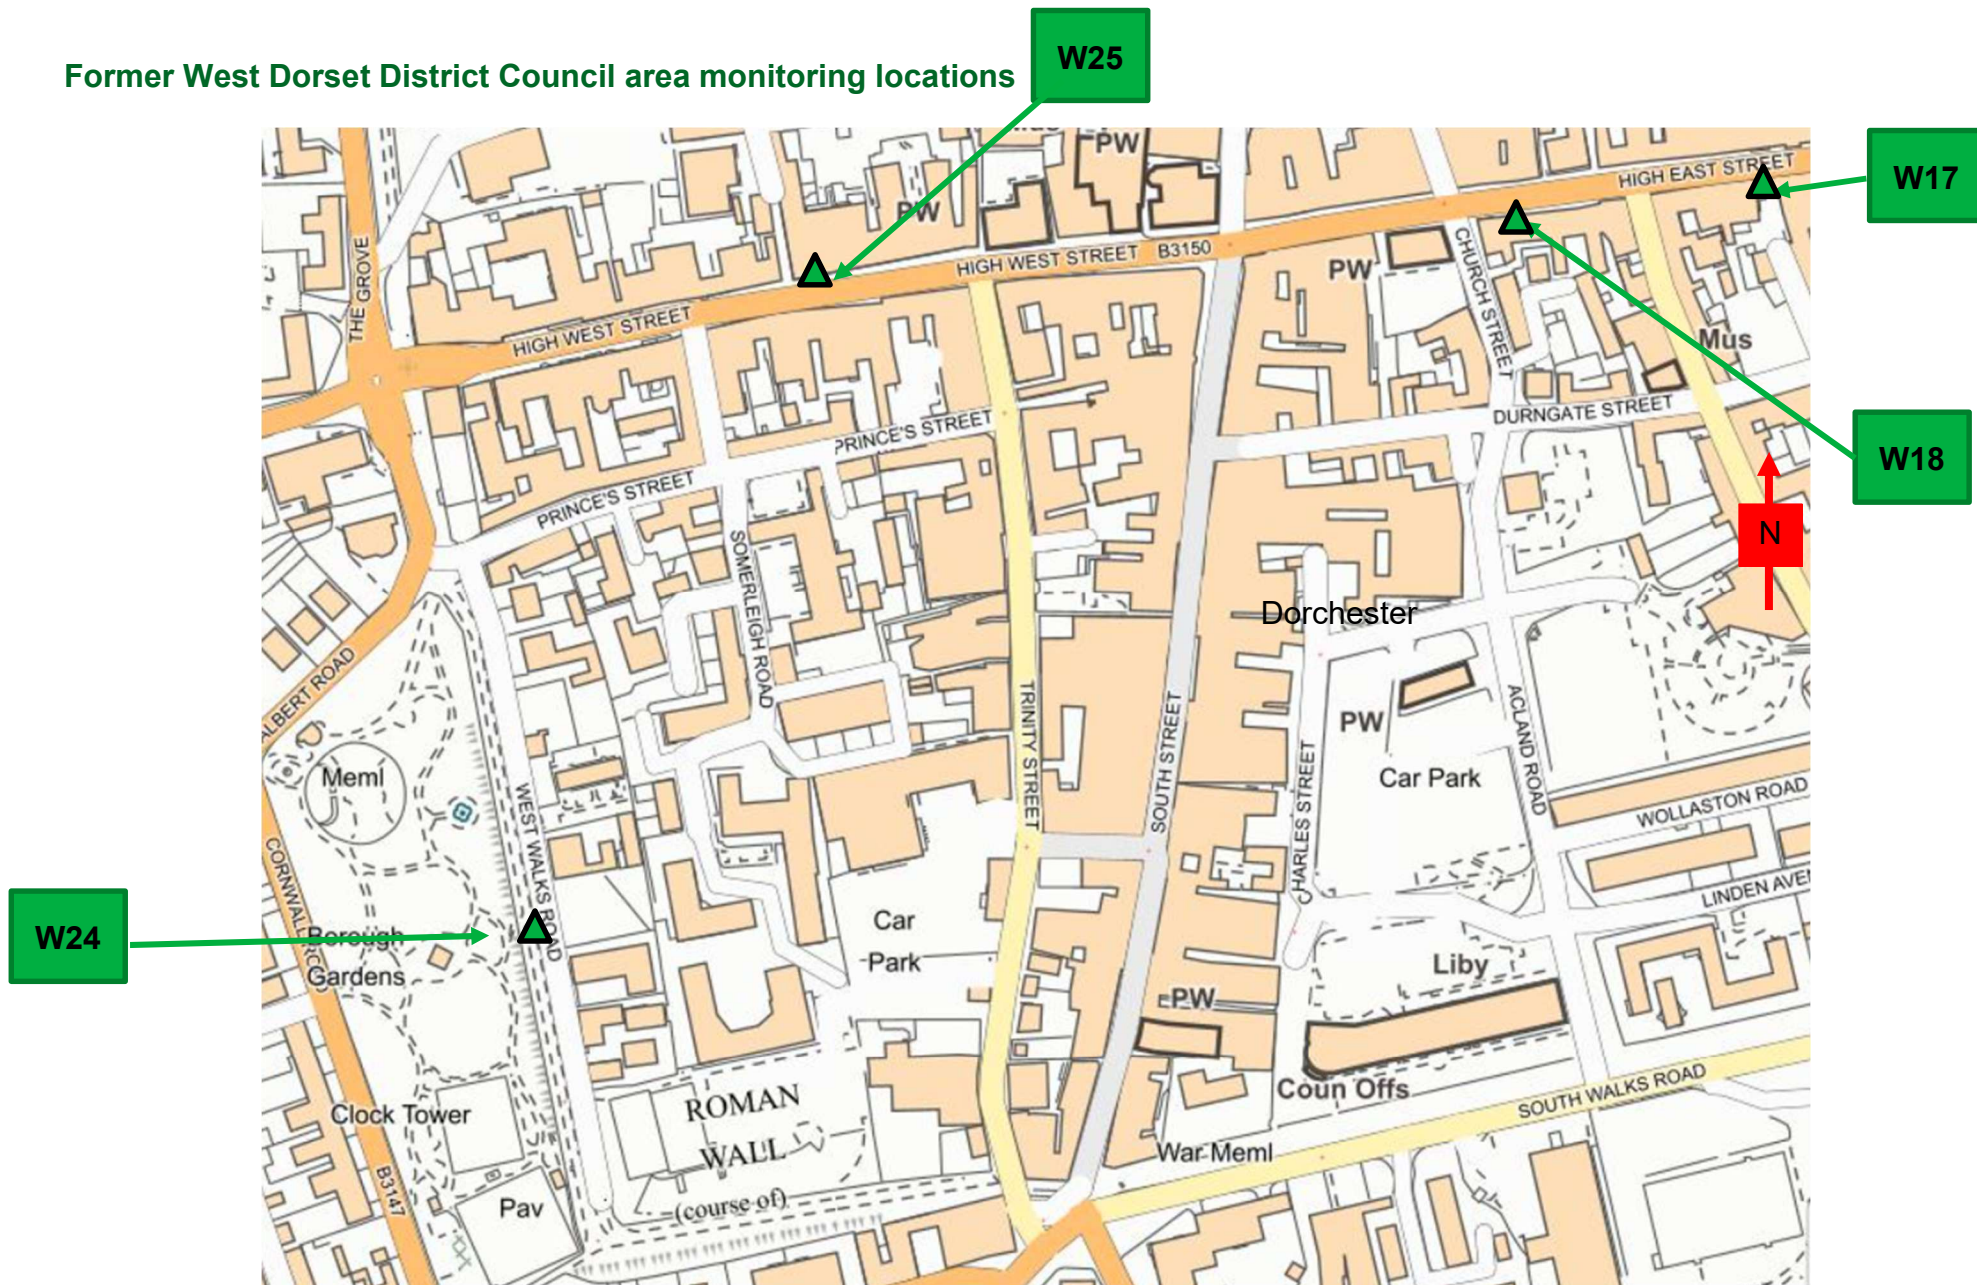 W25
Former West Dorset District Council area monitoring locations
PW
HIGH EAST STREET
W17
PW
THE GROVE
HIGH WEST STREET B3150
PW
CHURCH STREET
HIGH WEST STREET
Mus
PRINCE'S STREET
DURNGATE STREET
W18
PRINCE'S STREET
N
SOMERLEIGH ROAD
Dorchester
ALBERT ROAD
TRINITY STREET
SOUTH STREET
PW
ACLAND ROAD
Meml
Car Park
WEST WALKS ROAD
CHARLES STREET
WOLLASTON ROAD
CORNWALL RO
LINDEN AVE
W24
Borough
Gardens
Car
Park
Liby
PW
Coun Offs
ROMAN
WALL
(course of)
Clock Tower
SOUTH WALKS ROAD
War Meml
B3147
Pav